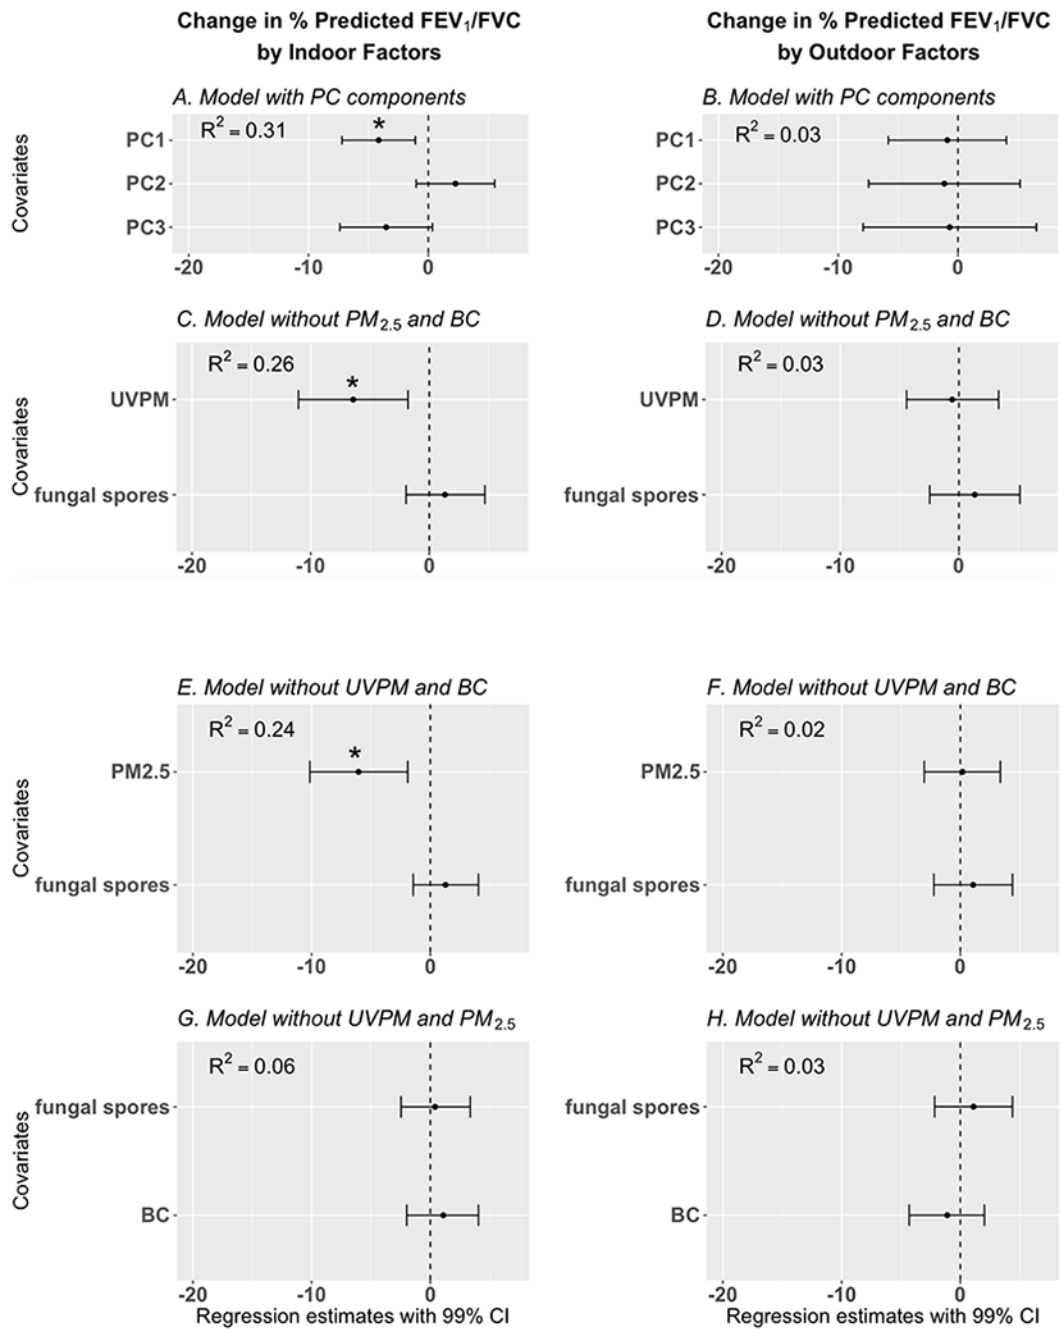 Change in % Predicted FEV₁/FVC
by Indoor Factors
Change in % Predicted FEV₁/FVC
by Outdoor Factors
A. Model with PC components
R² = 0.31
*
Covariates
PC1
PC2
PC3
-20 -10 0
B. Model with PC components
R² = 0.03
PC1
PC2
PC3
-20 -10 0
C. Model without PM₂.₅ and BC
R² = 0.26
*
Covariates
UVPM
fungal spores
-20 -10 0
D. Model without PM₂.₅ and BC
R² = 0.03
UVPM
fungal spores
-20 -10 0
E. Model without UVPM and BC
R² = 0.24
*
Covariates
PM2.5
fungal spores
-20 -10 0
F. Model without UVPM and BC
R² = 0.02
PM2.5
fungal spores
-20 -10 0
G. Model without UVPM and PM₂.₅
R² = 0.06
Covariates
fungal spores
BC
-20 -10 0
Regression estimates with 99% CI
H. Model without UVPM and PM₂.₅
R² = 0.03
fungal spores
BC
-20 -10 0
Regression estimates with 99% CI